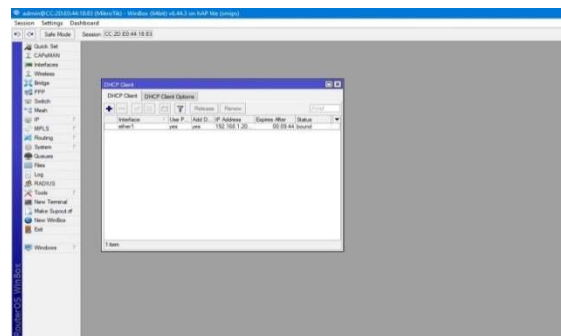 admin@CC:2D:E0:44:18:83 (MikroTik) - WinBox (64bit) v6.44.3 on hAP lite (smips)
Session Settings Dashboard
Safe Mode Session: CC:2D:E0:44:18:83
Quick Set
CAPsMAN
Interfaces
Wireless
Bridge
PPP
Switch
Mesh
IP
MPLS
Routing
System
Queues
Files
Log
RADIUS
Tools
New Terminal
Make Supout.rif
New WinBox
Exit
Windows
RouterOS WinBox
DHCP Client
DHCP Client DHCP Client Options
Release Renew Find
Interface Use P... Add D... IP Address Expires After Status
ether1 yes yes 192.168.1.20... 00:09:44 bound
1 item